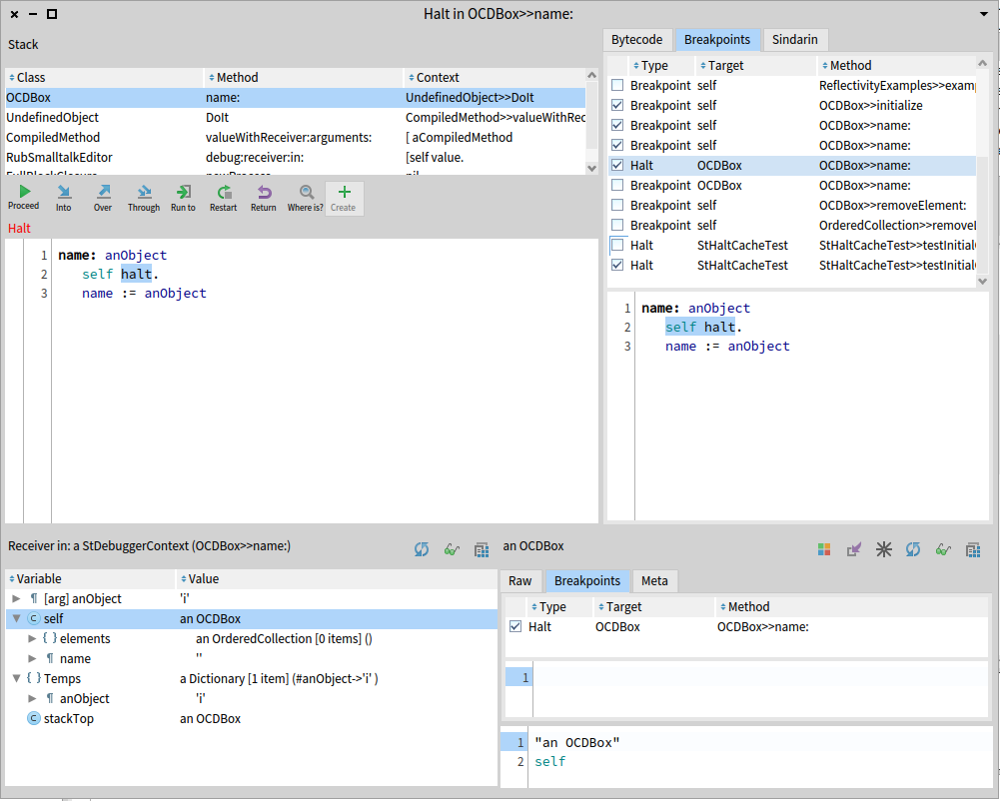 Halt in OCDBox>>name:
Stack
Class Method Context
OCDBox name: UndefinedObject>>DoIt
UndefinedObject DoIt CompiledMethod>>valueWithRec
CompiledMethod valueWithReceiver:arguments: [ aCompiledMethod
RubSmalltalkEditor debug:receiver:in: [self value.
Proceed Into Over Through Run to Restart Return Where is? Create
Halt
1 name: anObject
2 self halt.
3 name := anObject
Bytecode Breakpoints Sindarin
Type Target Method
Breakpoint self ReflectivityExamples>>exam
Breakpoint self OCDBox>>initialize
Breakpoint self OCDBox>>name:
Breakpoint self OCDBox>>name:
Halt OCDBox OCDBox>>name:
Breakpoint OCDBox OCDBox>>name:
Breakpoint self OCDBox>>removeElement:
Breakpoint self OrderedCollection>>remove
Halt StHaltCacheTest StHaltCacheTest>>testInitial
Halt StHaltCacheTest StHaltCacheTest>>testInitial
1 name: anObject
2 self halt.
3 name := anObject
Receiver in: a StDebuggerContext (OCDBox>>name:)
Variable Value
¶ [arg] anObject 'i'
C self an OCDBox
{ } elements an OrderedCollection [0 items] ()
¶ name ''
{ } Temps a Dictionary [1 item] (#anObject->'i' )
¶ anObject 'i'
C stackTop an OCDBox
an OCDBox
Raw Breakpoints Meta
Type Target Method
Halt OCDBox OCDBox>>name:
1
1 "an OCDBox"
2 self